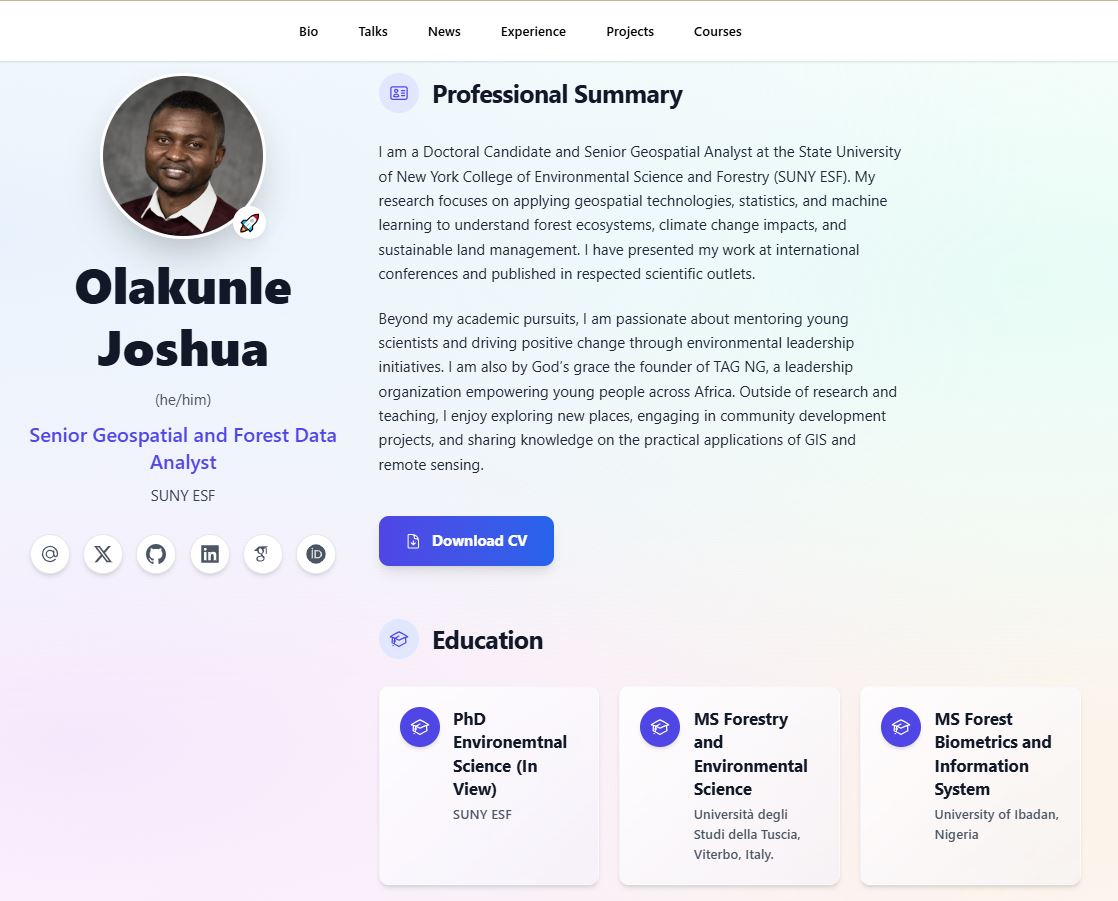 Bio Talks News Experience Projects Courses
Olakunle
Joshua
(he/him)
Senior Geospatial and Forest Data
Analyst
SUNY ESF
Professional Summary
I am a Doctoral Candidate and Senior Geospatial Analyst at the State University
of New York College of Environmental Science and Forestry (SUNY ESF). My
research focuses on applying geospatial technologies, statistics, and machine
learning to understand forest ecosystems, climate change impacts, and
sustainable land management. I have presented my work at international
conferences and published in respected scientific outlets.
Beyond my academic pursuits, I am passionate about mentoring young
scientists and driving positive change through environmental leadership
initiatives. I am also by God’s grace the founder of TAG NG, a leadership
organization empowering young people across Africa. Outside of research and
teaching, I enjoy exploring new places, engaging in community development
projects, and sharing knowledge on the practical applications of GIS and
remote sensing.
Download CV
Education
PhD
Environemtnal
Science (In
View)
SUNY ESF
MS Forestry
and
Environmental
Science
Università degli
Studi della Tuscia,
Viterbo, Italy.
MS Forest
Biometrics and
Information
System
University of Ibadan,
Nigeria